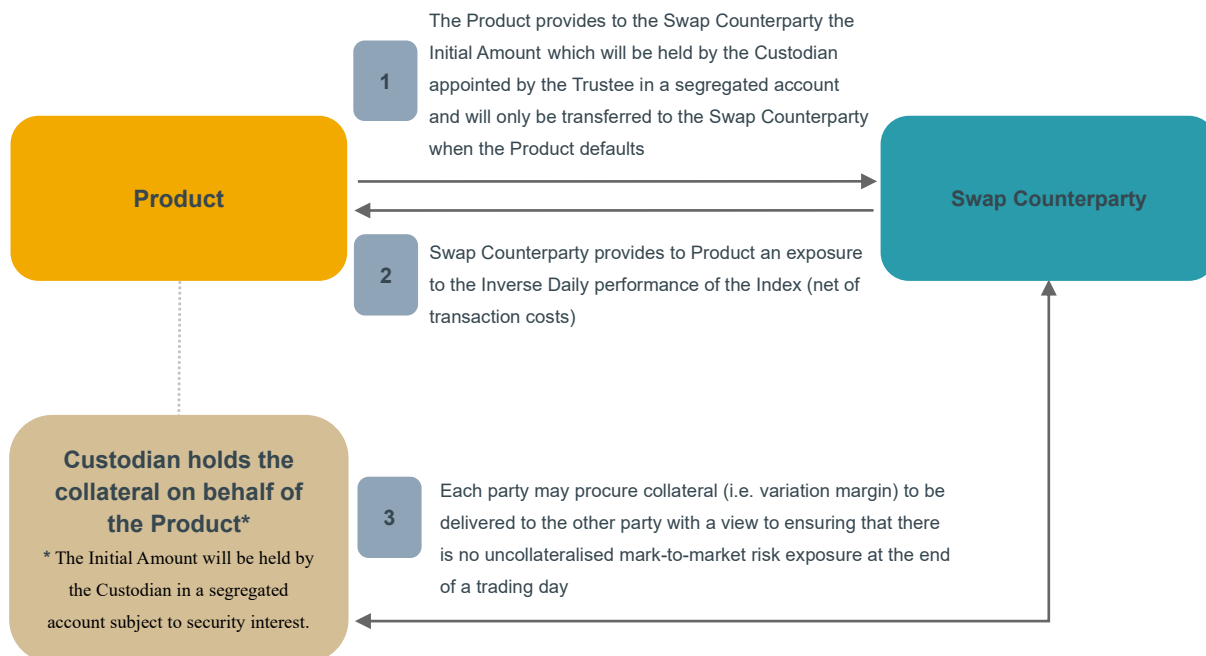 The Product provides to the Swap Counterparty the
Initial Amount which will be held by the Custodian
1
appointed by the Trustee in a segregated account
and will only be transferred to the Swap Counterparty
when the Product defaults
Product
Swap Counterparty
2
Swap Counterparty provides to Product an exposure
to the Inverse Daily performance of the Index (net of
transaction costs)
Custodian holds the
collateral on behalf of
the Product*
* The Initial Amount will be held by
the Custodian in a segregated
account subject to security interest.
3
Each party may procure collateral (i.e. variation margin) to be
delivered to the other party with a view to ensuring that there
is no uncollateralised mark-to-market risk exposure at the end
of a trading day